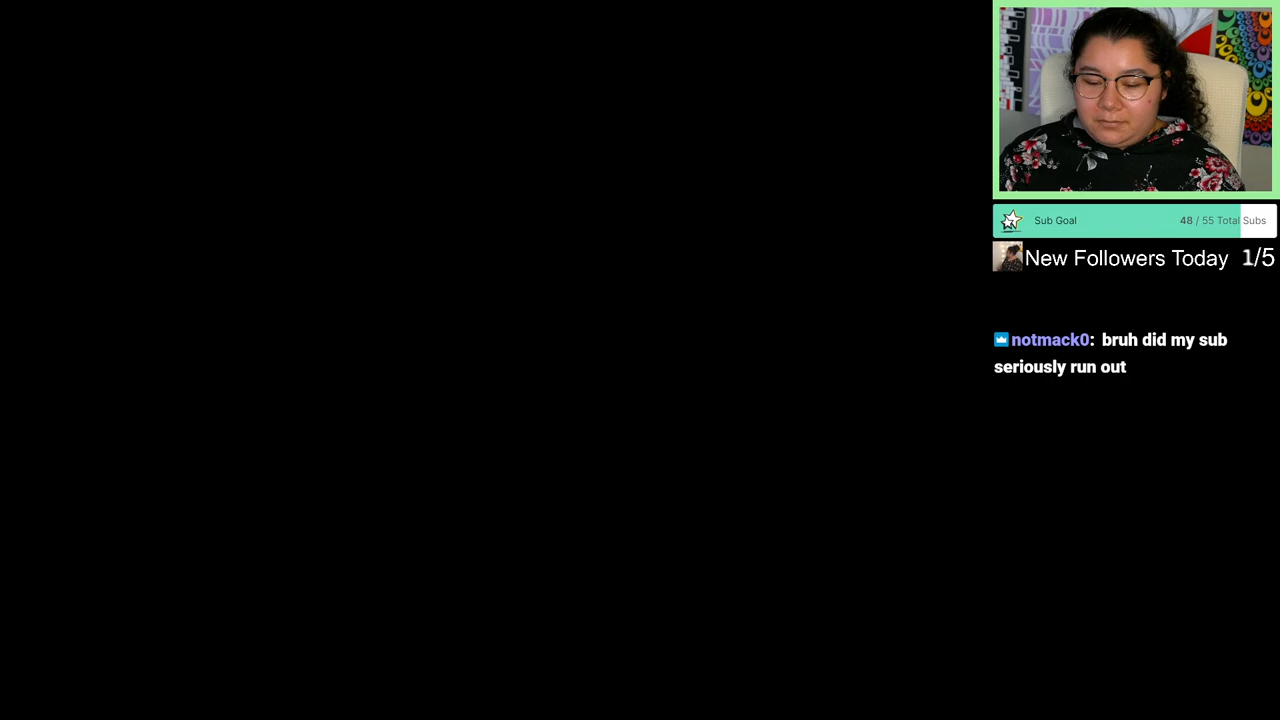 Sub Goal 48 / 55 Total Subs
New Followers Today 1/5
notmack0: bruh did my sub
seriously run out